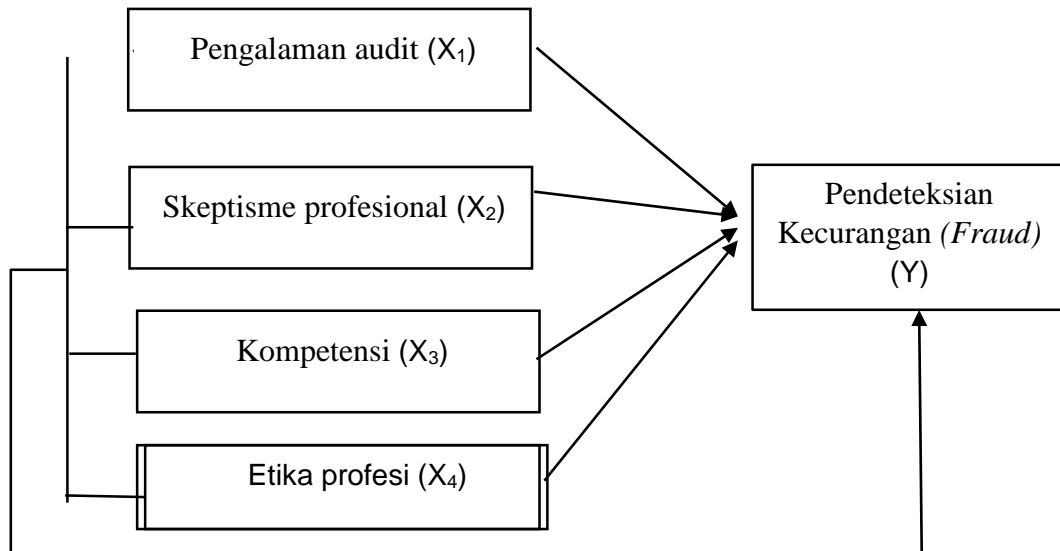 Pengalaman audit (X₁)
Skeptisme profesional (X₂)
Pendeteksian
Kecurangan (Fraud)
(Y)
Kompetensi (X₃)
Etika profesi (X₄)